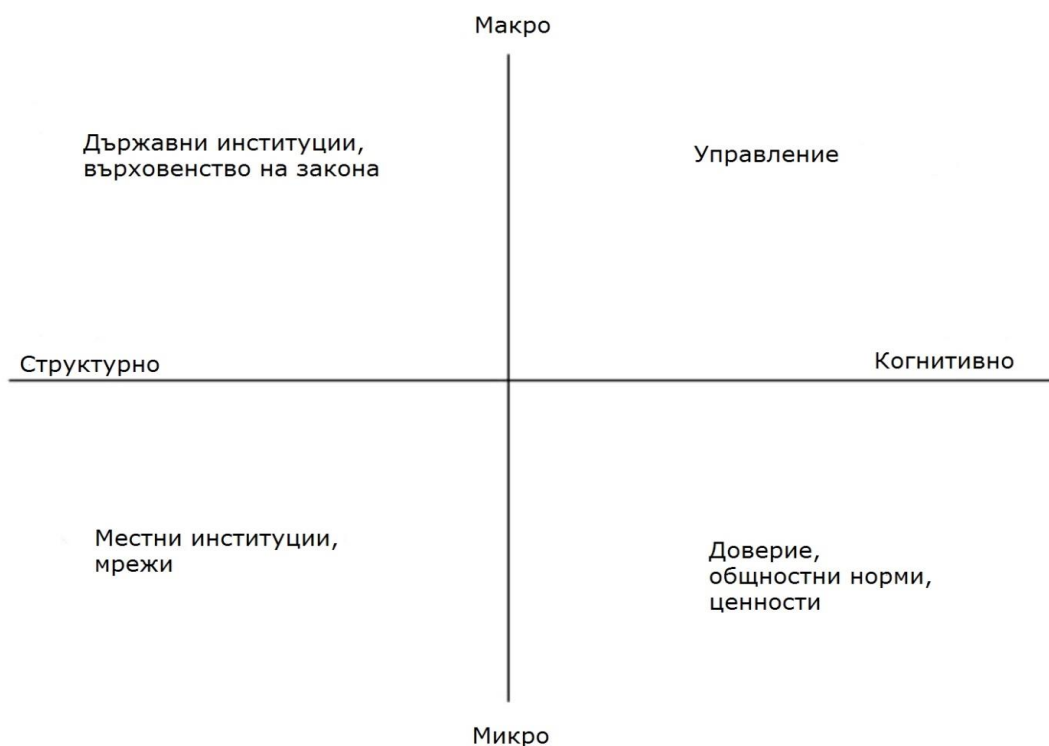 Макро
Държавни институции,
върховенство на закона
Управление
Структурно
Когнитивно
Местни институции,
мрежи
Доверие,
общностни норми,
ценности
Микро